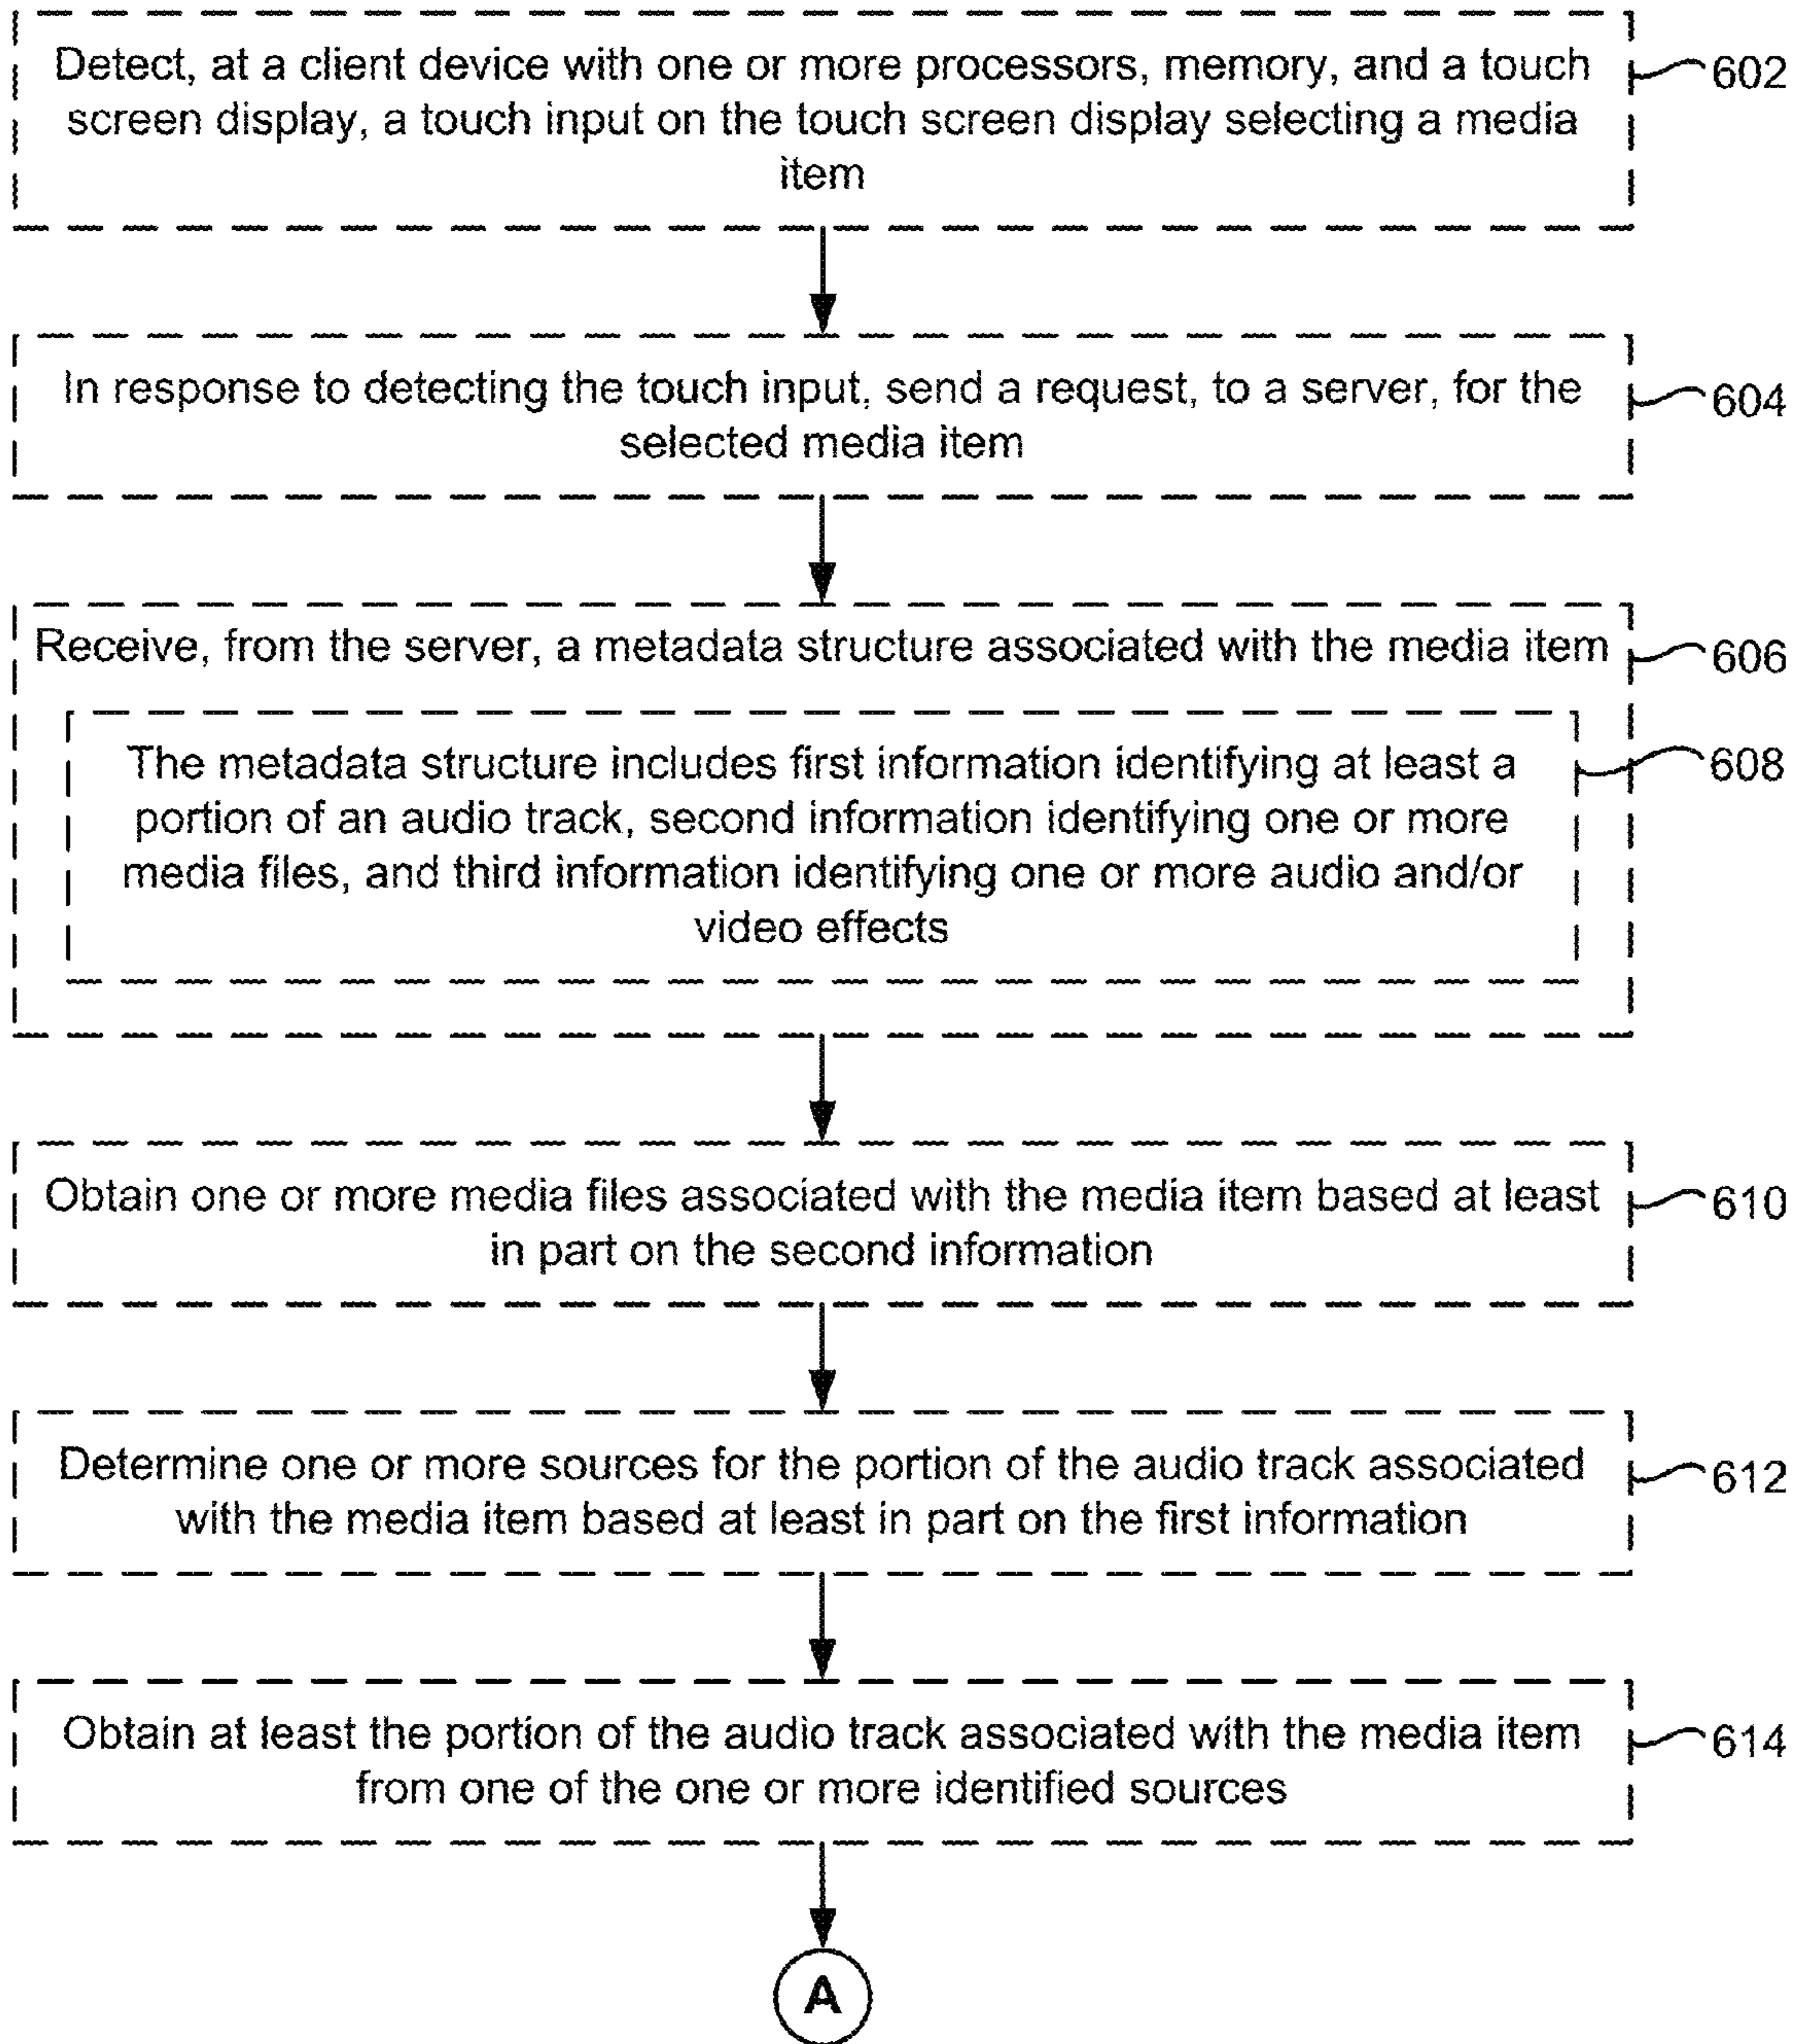 Detect, at a client device with one or more processors, memory, and a touch
screen display, a touch input on the touch screen display selecting a media
item
602
In response to detecting the touch input, send a request, to a server, for the
selected media item
604
Receive, from the server, a metadata structure associated with the media item
606
The metadata structure includes first information identifying at least a
portion of an audio track, second information identifying one or more
media files, and third information identifying one or more audio and/or
video effects
608
Obtain one or more media files associated with the media item based at least
in part on the second information
610
Determine one or more sources for the portion of the audio track associated
with the media item based at least in part on the first information
612
Obtain at least the portion of the audio track associated with the media item
from one of the one or more identified sources
614
A